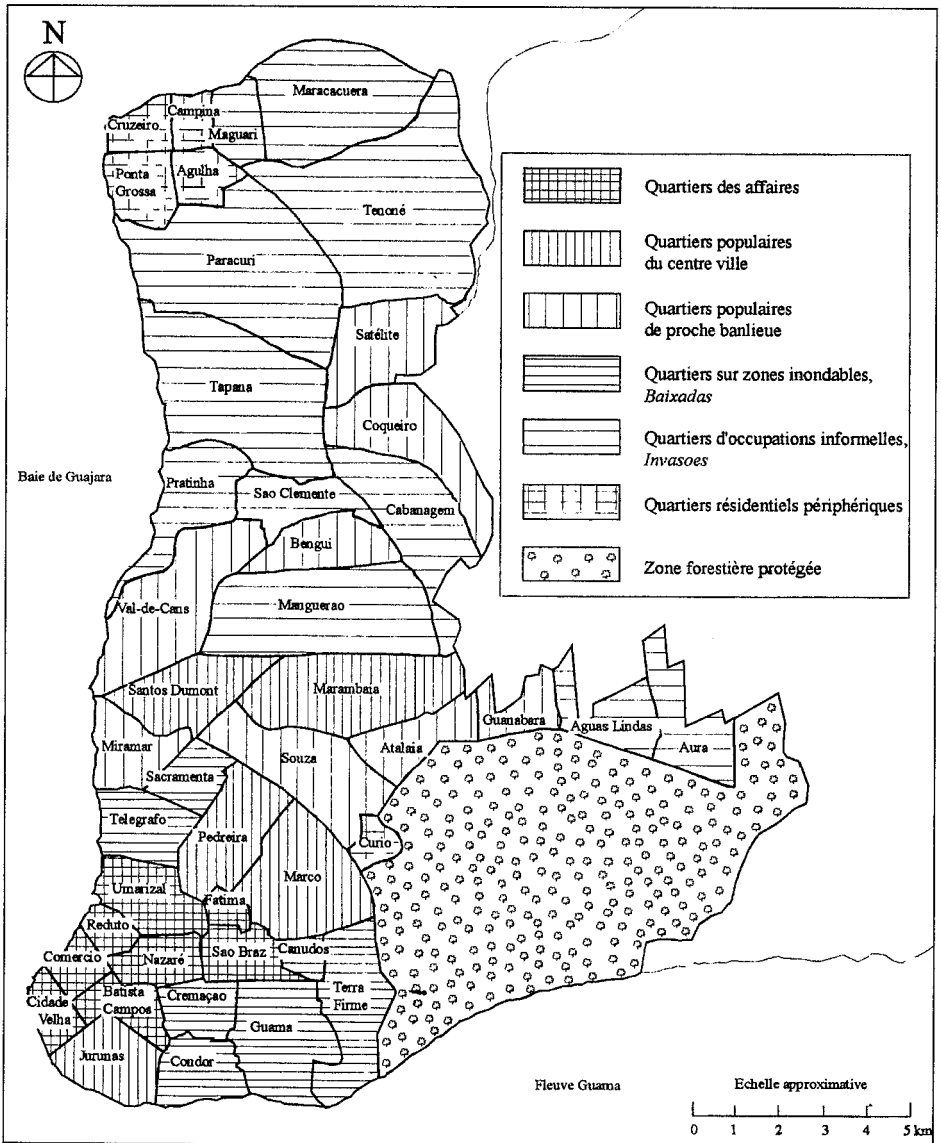 N
Maracacuera
Campina
Cruzeiro
Maguari
Ponta
Grossa
Agulha
Tenoné
Paracuri
Satélite
Tapana
Coqueiro
Baie de Guajara
Pratinha
Sao Clemente
Cabanagem
Bengui
Val-de-Cans
Manguerao
Santos Dumont
Marambaia
Guanabara
Aguas Lindas
Miramar
Souza
Atalaia
Aura
Sacramenta
Telegrafo
Pedreira
Curio
Marco
Umarizal
Fatima
Reduto
Comercio
Nazaré
Sao Braz
Canudos
Cidade
Velha
Batista
Campos
Cremaçao
Terra
Firme
Guama
Jurunas
Condor
Quartiers des affaires
Quartiers populaires
du centre ville
Quartiers populaires
de proche banlieue
Quartiers sur zones inondables,
Baixadas
Quartiers d'occupations informelles,
Invasoes
Quartiers résidentiels périphériques
Zone forestière protégée
Fleuve Guama
Echelle approximative
0 1 2 3 4 5 km